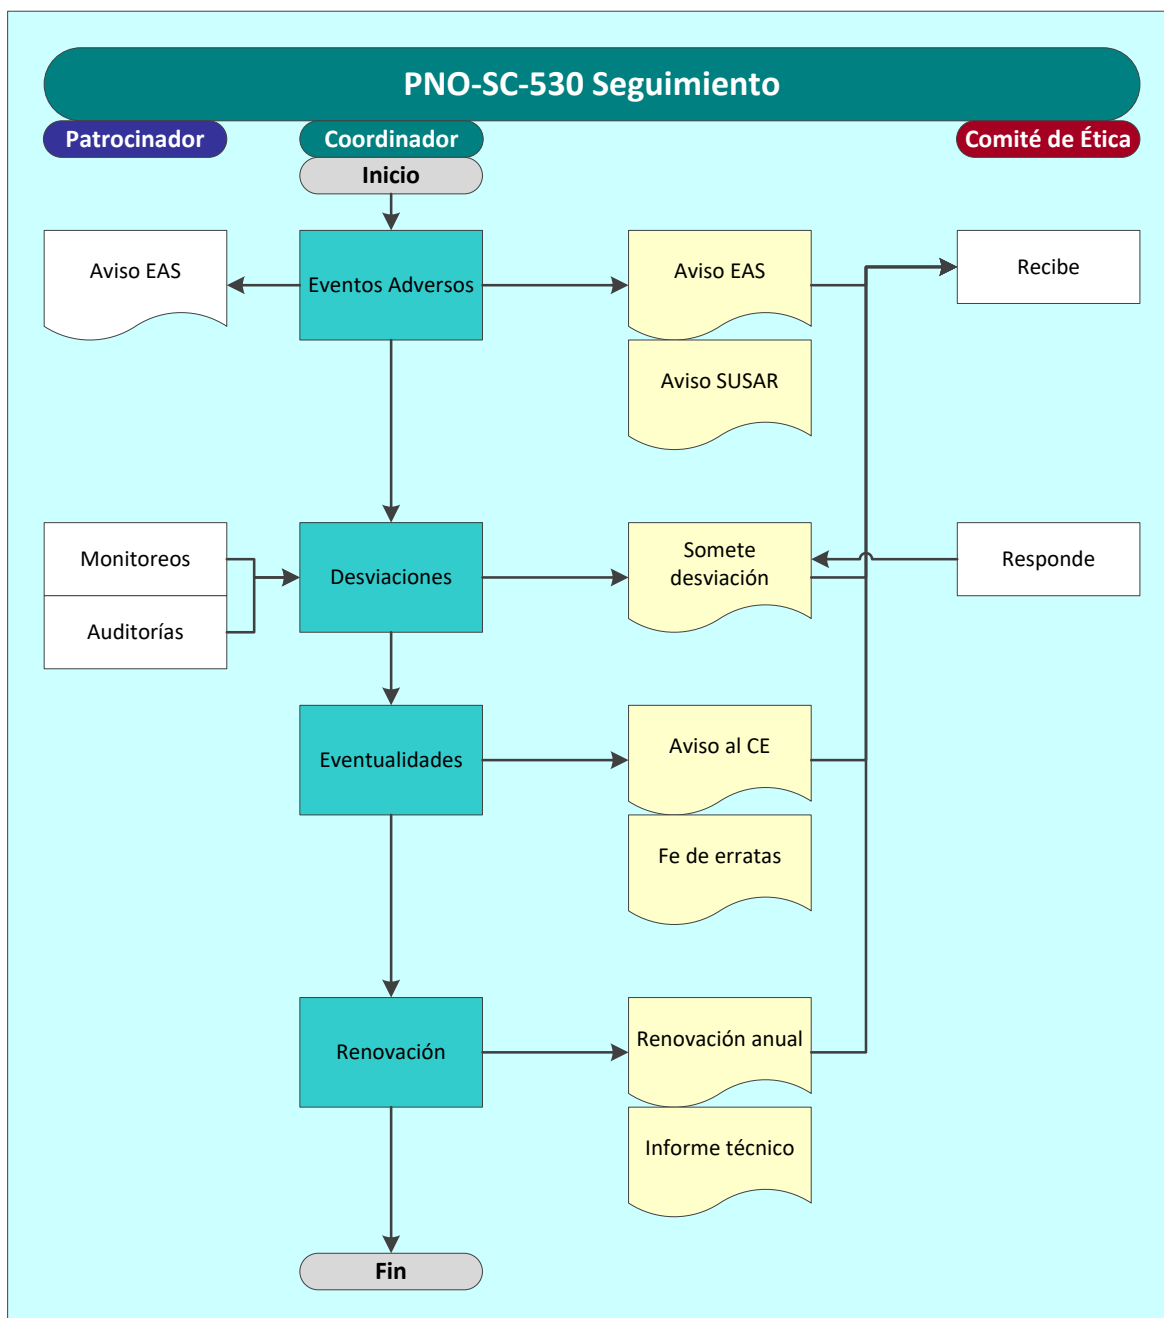 PNO-SC-530 Seguimiento
Patrocinador
Coordinador
Comité de Ética
Inicio
Aviso EAS
Eventos Adversos
Aviso EAS
Recibe
Aviso SUSAR
Monitoreos
Auditorías
Desviaciones
Somete
desviación
Responde
Eventualidades
Aviso al CE
Fe de erratas
Renovación
Renovación anual
Informe técnico
Fin